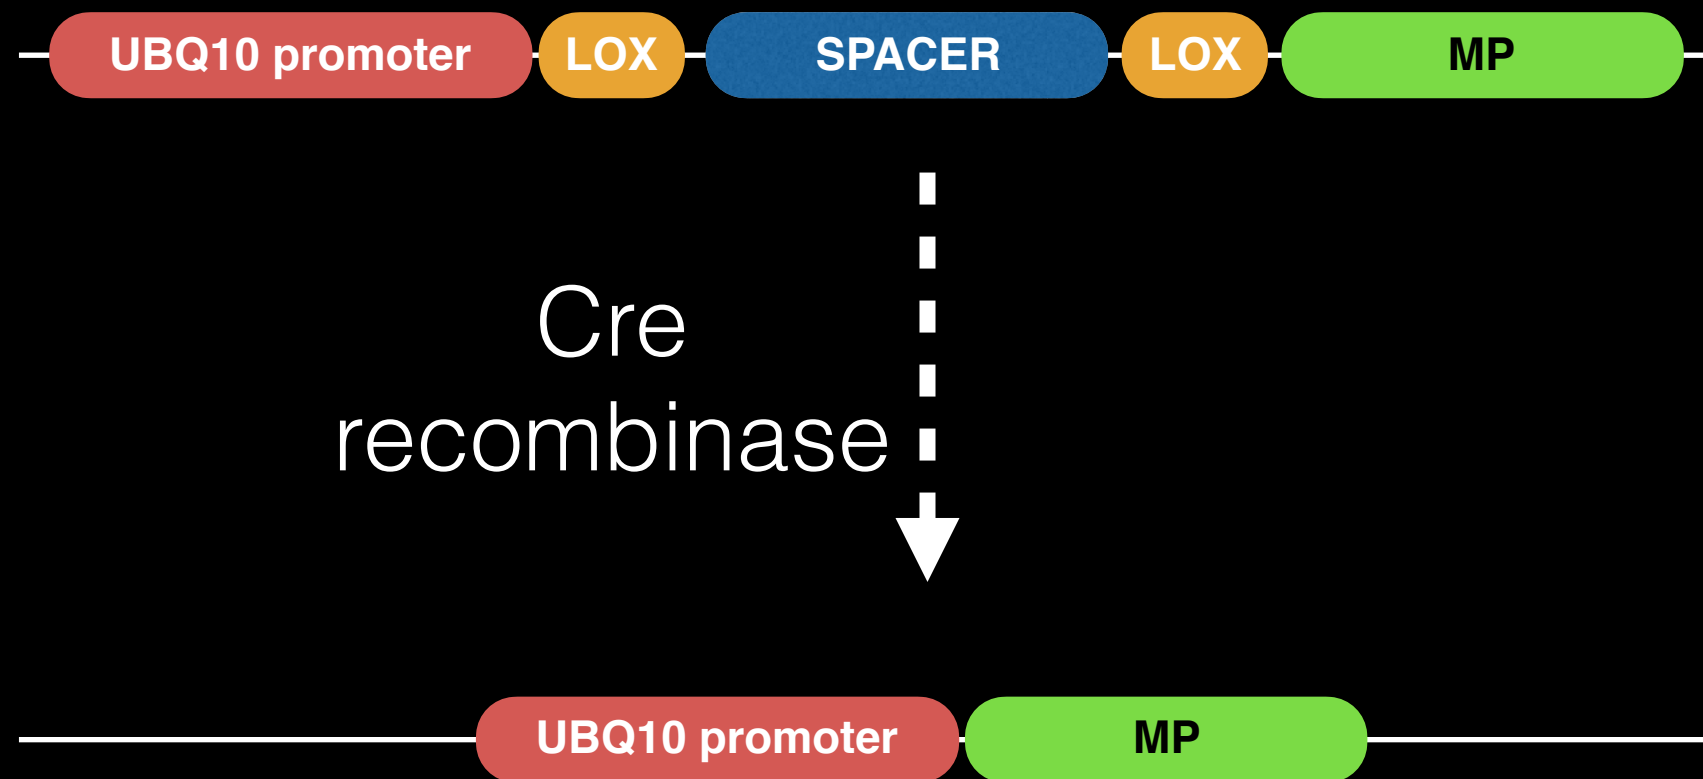 UBQ10 promoter LOX SPACER LOX MP
Cre
recombinase
UBQ10 promoter MP